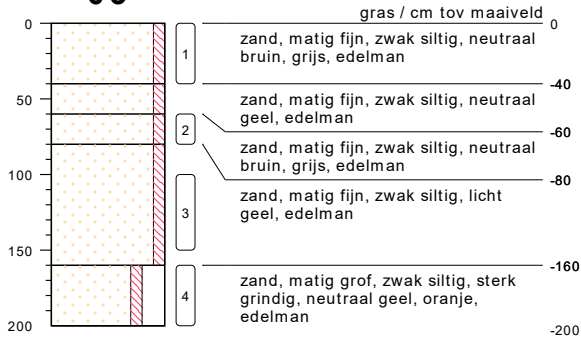 gras / cm tov maaiveld
0
0
zand, matig fijn, zwak siltig, neutraal
bruin, grijs, edelman
1
-40
50
zand, matig fijn, zwak siltig, neutraal
geel, edelman
2
-60
zand, matig fijn, zwak siltig, neutraal
bruin, grijs, edelman
100
-80
zand, matig fijn, zwak siltig, licht
geel, edelman
3
150
-160
zand, matig grof, zwak siltig, sterk
grindig, neutraal geel, oranje,
edelman
4
200
-200